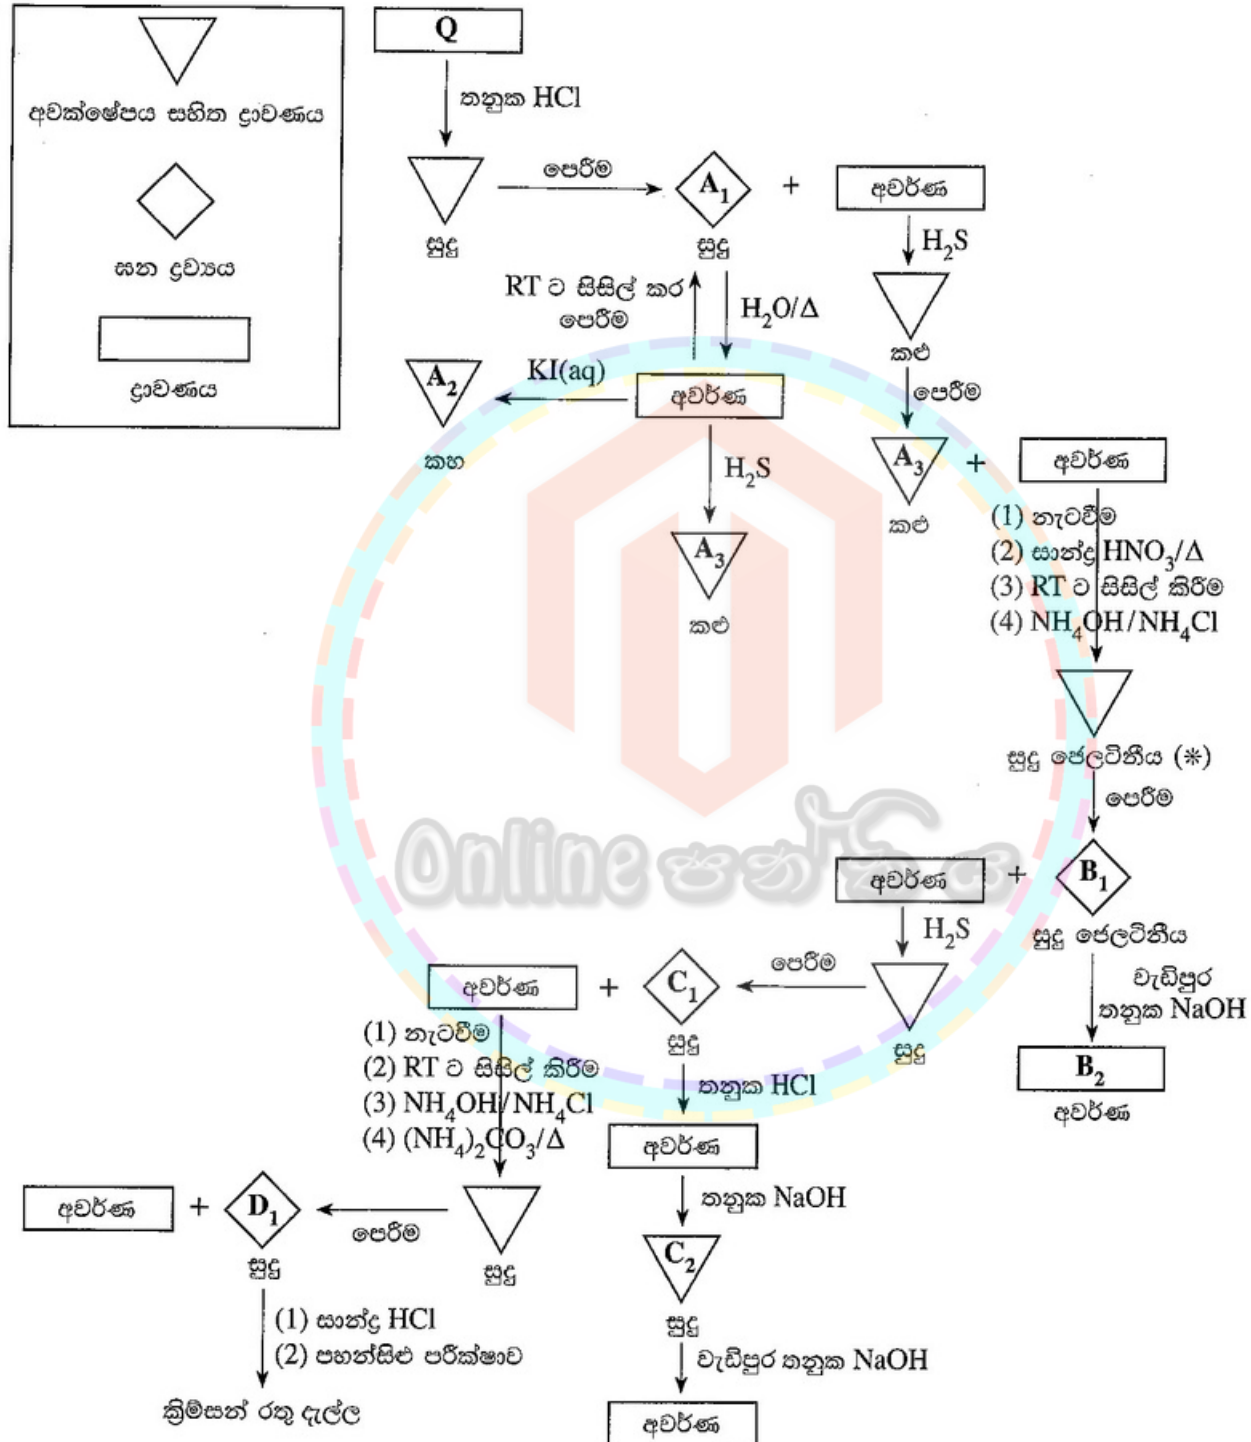 Q
තනුක HCl
අවක්ෂේපය සහිත ද්‍රාවණය
පෙරීම
A₁
+
අවර්ණ
සුදු
සුදු
H₂S
ඝන ද්‍රව්‍යය
RT ට සිසිල් කර
පෙරීම
H₂O/Δ
කළු
ද්‍රාවණය
A₂
KI(aq)
අවර්ණ
පෙරීම
කහ
H₂S
A₃
+
අවර්ණ
කළු
A₃
කළු
(1) නැටවීම
(2) සාන්ද්‍ර HNO₃/Δ
(3) RT ට සිසිල් කිරීම
(4) NH₄OH/NH₄Cl
සුදු ජෙලටිනීය (*)
පෙරීම
Online පන්තිය
අවර්ණ
+
B₁
සුදු ජෙලටිනීය
H₂S
වැඩිපුර
තනුක NaOH
B₂
අවර්ණ
අවර්ණ
+
C₁
පෙරීම
සුදු
සුදු
(1) නැටවීම
(2) RT ට සිසිල් කිරීම
(3) NH₄OH/NH₄Cl
(4) (NH₄)₂CO₃/Δ
තනුක HCl
අවර්ණ
තනුක NaOH
අවර්ණ
+
D₁
පෙරීම
සුදු
සුදු
C₂
සුදු
(1) සාන්ද්‍ර HCl
(2) පහන්සිළු පරීක්ෂාව
වැඩිපුර තනුක NaOH
ක්‍රිම්සන් රතු දැල්ල
අවර්ණ